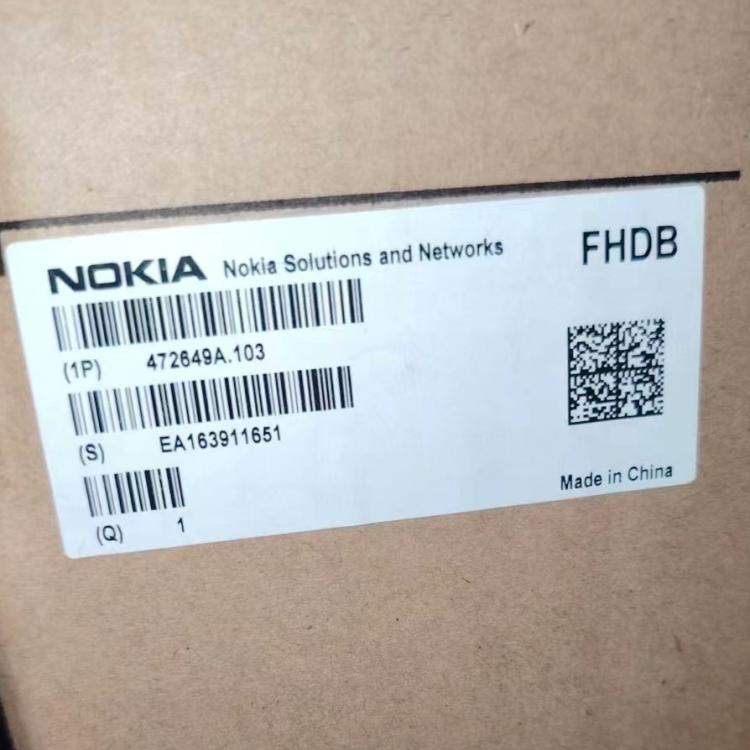 NOKIA Nokia Solutions and Networks FHDB
(1P) 472649A.103
(S) EA163911651
(Q) 1
Made in China